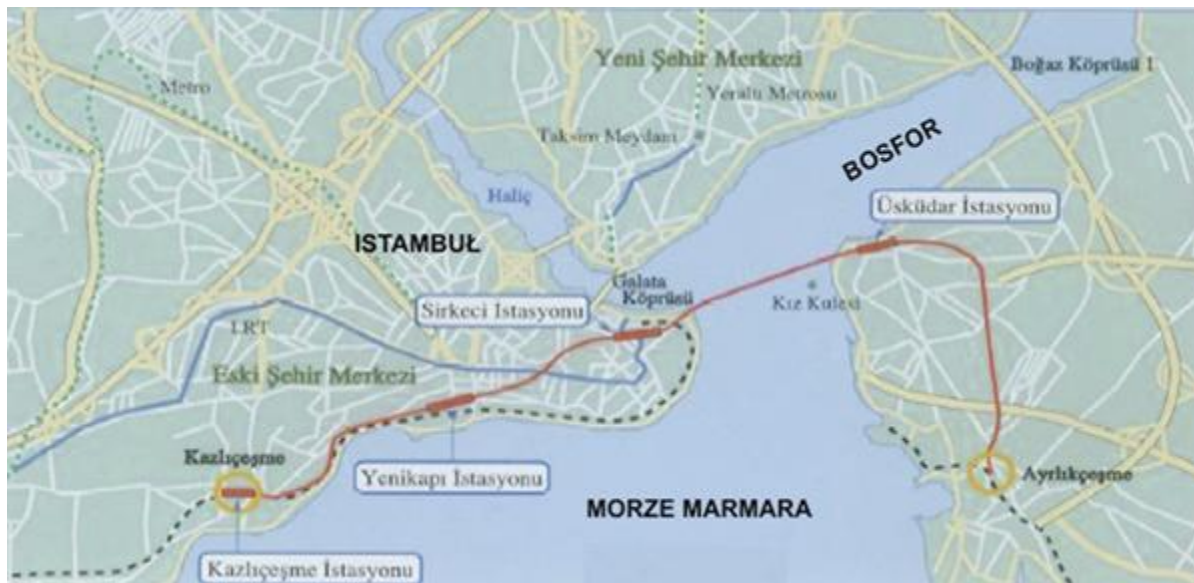 Yeni Şehir Merkezi
Boğaz Köprüsü 1
Metro
Yeraltı Metrosu
Taksim Meydanı
BOSFOR
Haliç
Üsküdar İstasyonu
ISTAMBUŁ
Galata
Köprüsü
Kız Kulesi
Sirkeci İstasyonu
LRT
Eski Şehir Merkezi
Kazlıçeşme
Yenikapı İstasyonu
Ayrlıkçeşme
MORZE MARMARA
Kazlıçeşme İstasyonu